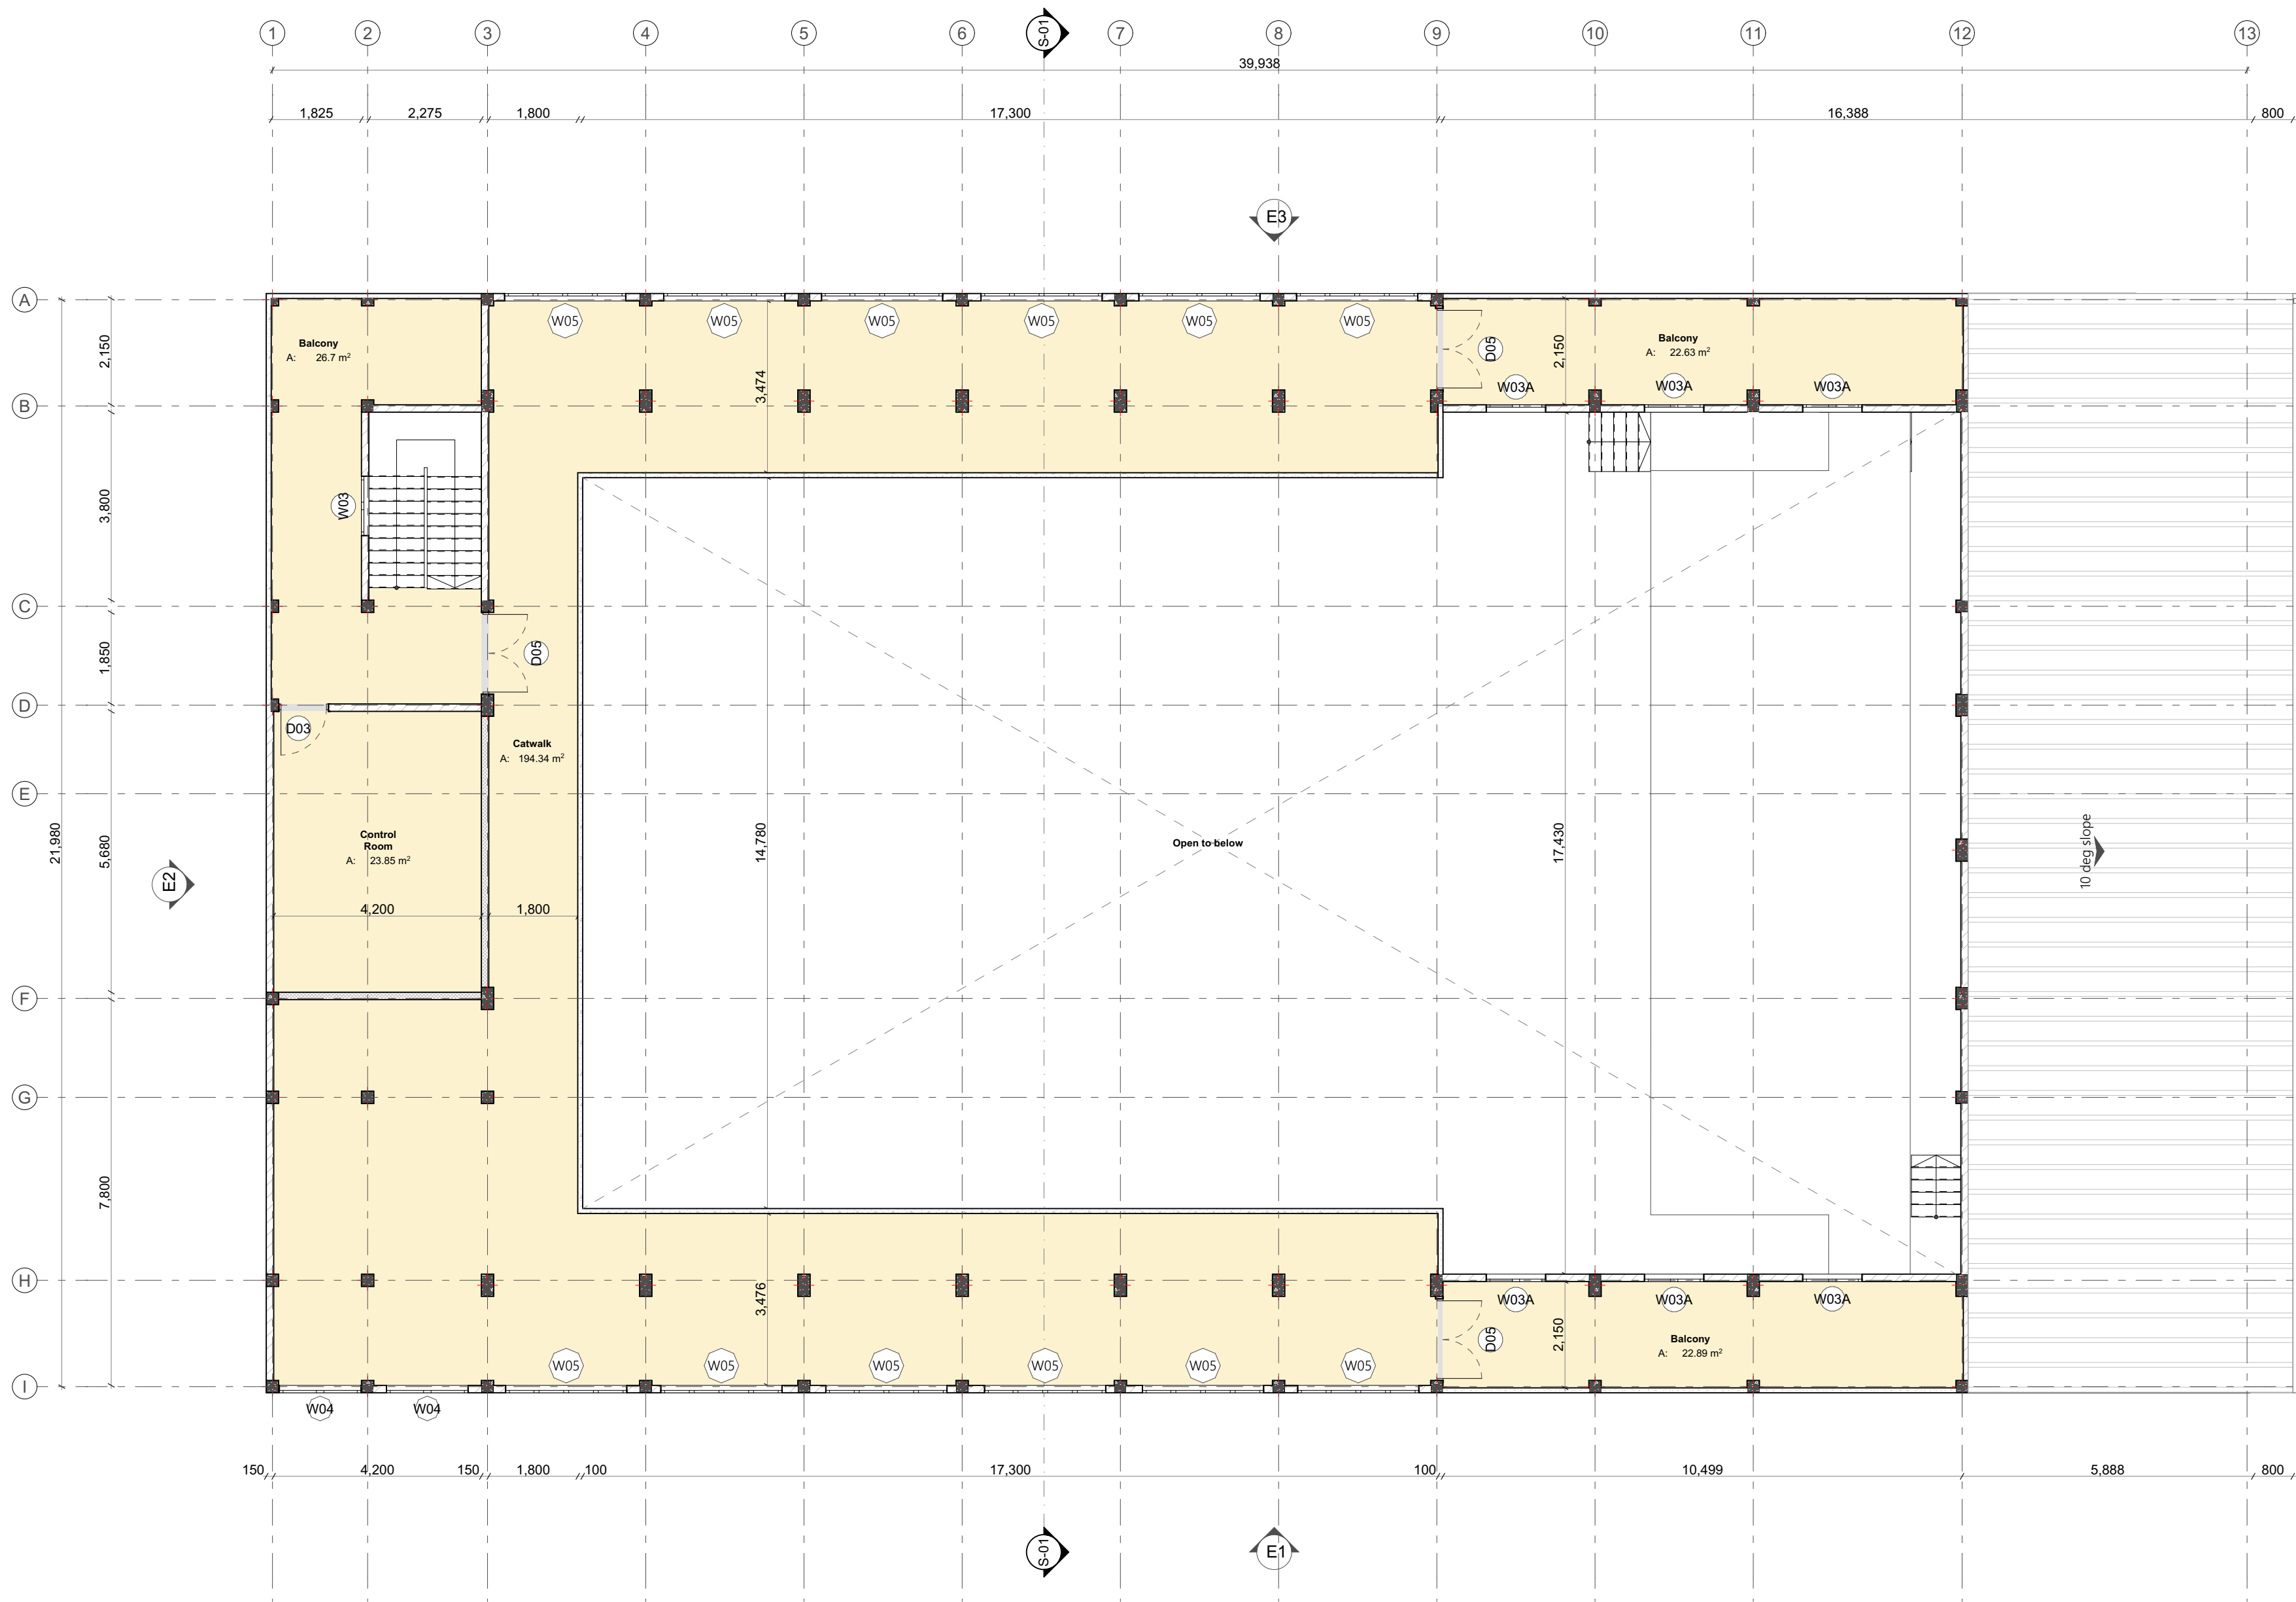 1 2 3 4 5 6 S-01 7 8 9 10 11 12 13
39,938
1,825 2,275 1,800 17,300 16,388 800
E3
A
W05 W05 W05 W05 W05 W05
Balcony
A: 26.7 m²
2,150
3,474
D05
2,150
Balcony
A: 22.63 m²
W03A W03A W03A
B
3,800
W03
C
1,850
D05
D
D03
Catwalk
A: 194.34 m²
E
21,980
5,680
E2
Control
Room
A: 23.85 m²
14,780
Open to below
17,430
10 deg slope
4,200 1,800
F
G
7,800
H
3,476
W03A W03A W03A
D05
2,150
Balcony
A: 22.89 m²
W05 W05 W05 W05 W05 W05
I
W04 W04
150 4,200 150 1,800 100 17,300 100 10,499 5,888 800
S-01 E1